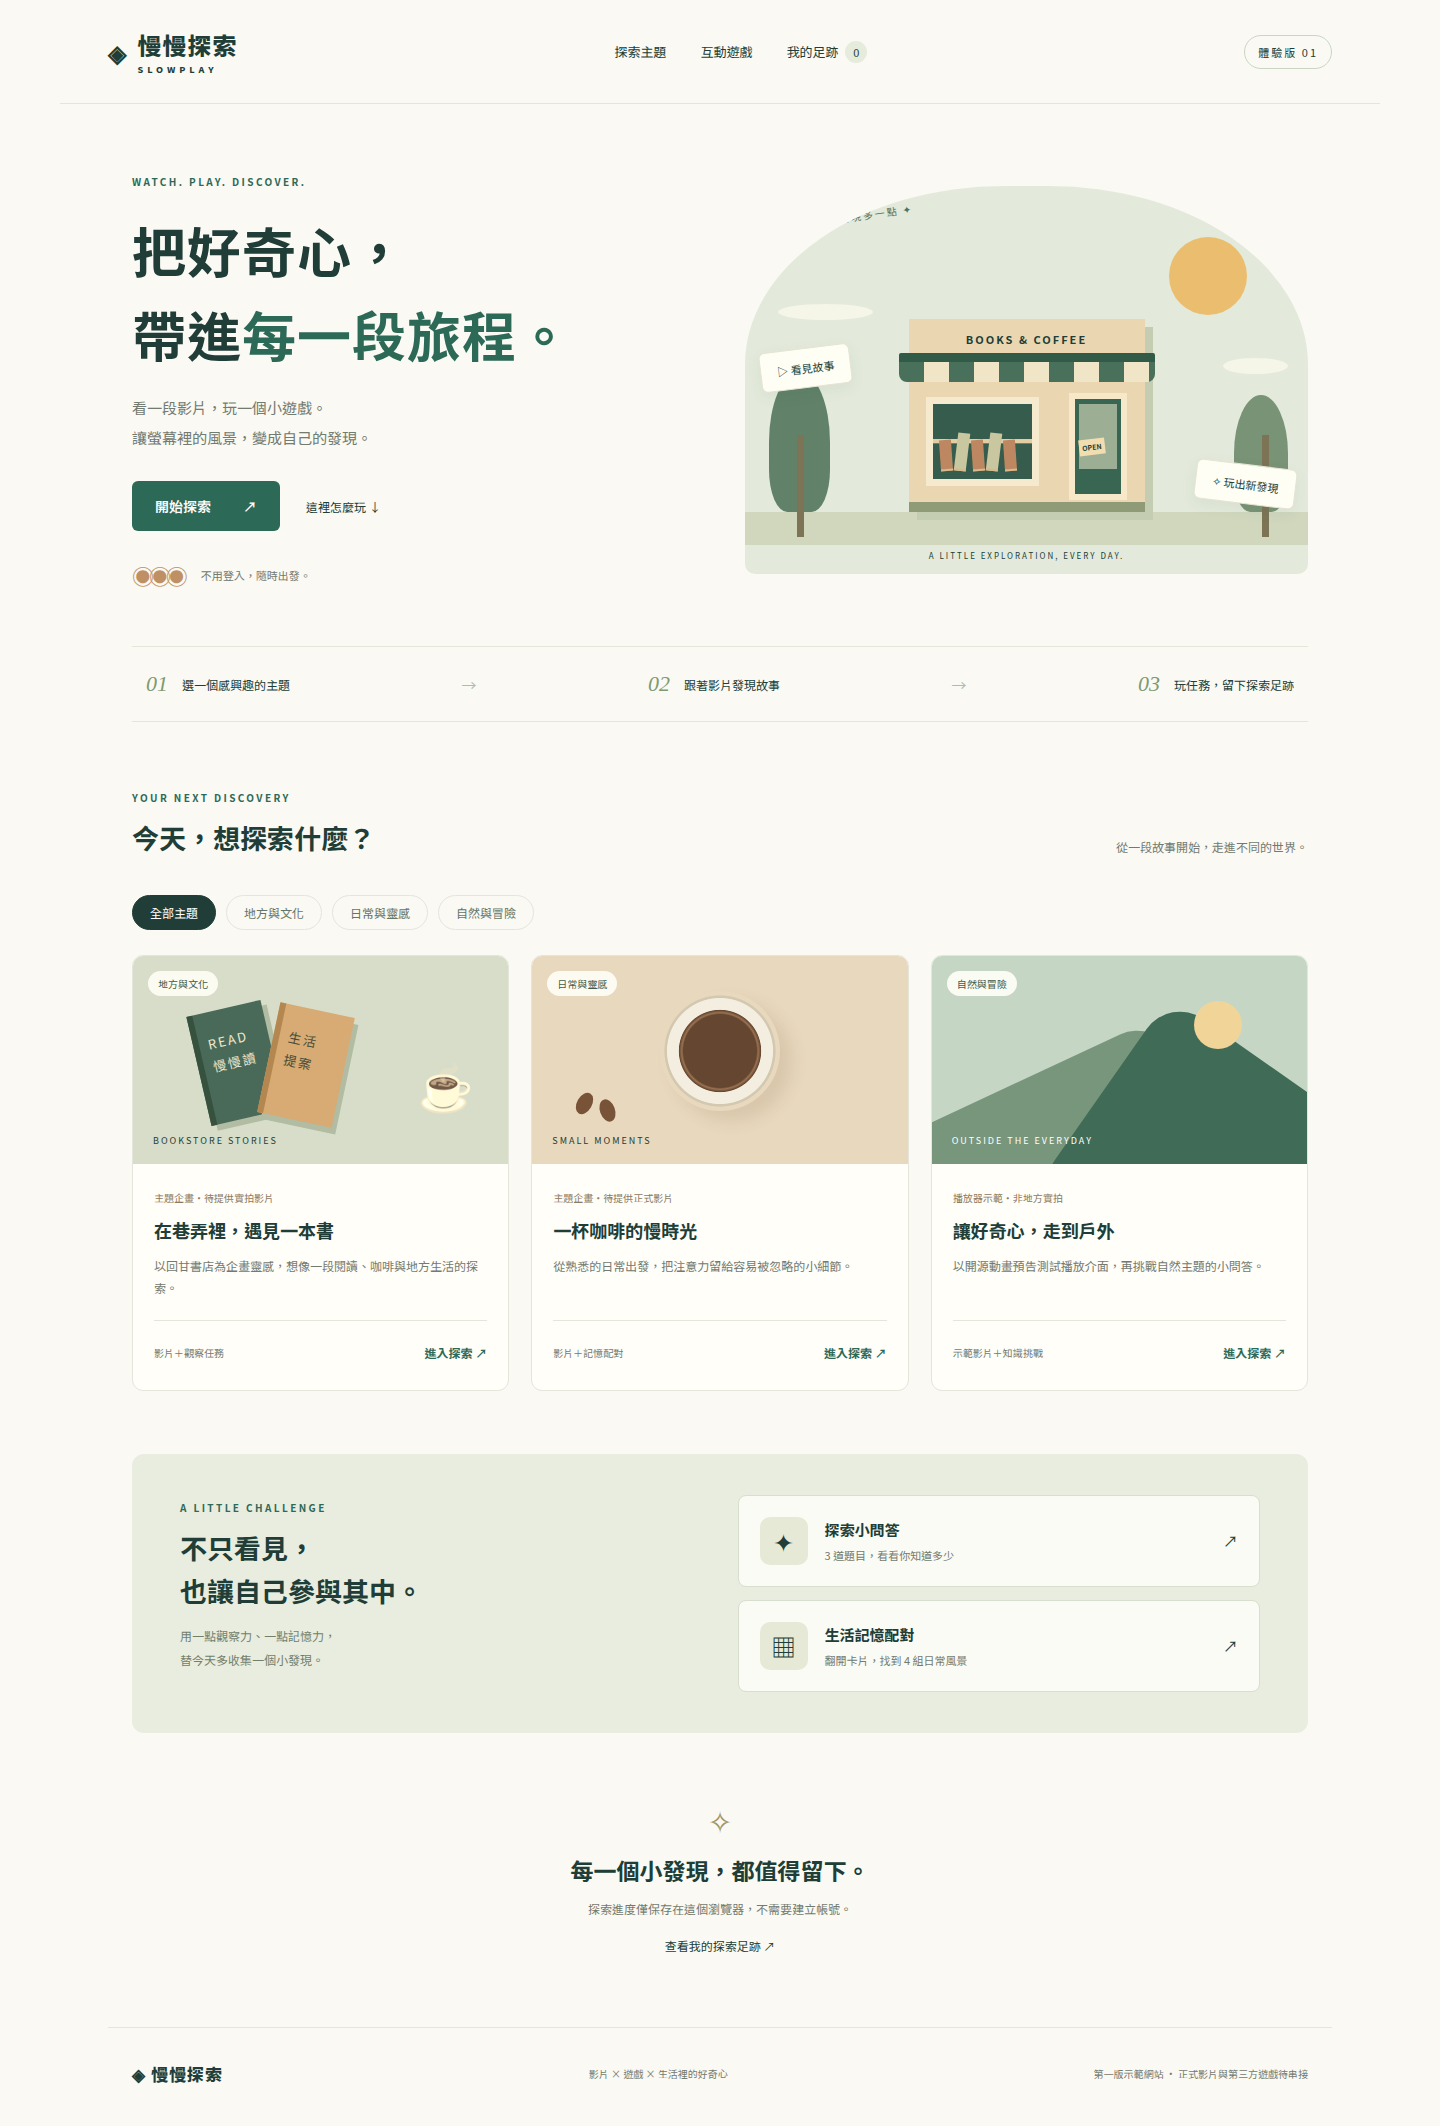 慢慢探索
SLOWPLAY
探索主題
互動遊戲
我的足跡 0
體驗版 01
WATCH. PLAY. DISCOVER.
把好奇心，
帶進每一段旅程。
看一段影片，玩一個小遊戲。
讓螢幕裡的風景，變成自己的發現。
開始探索 ↗
這裡怎麼玩 ↓
不用登入，隨時出發。
多一點 ✦
BOOKS & COFFEE
▷ 看見故事
OPEN
✧ 玩出新發現
A LITTLE EXPLORATION, EVERY DAY.
01 選一個感興趣的主題
→
02 跟著影片發現故事
→
03 玩任務，留下探索足跡
YOUR NEXT DISCOVERY
今天，想探索什麼？
從一段故事開始，走進不同的世界。
全部主題
地方與文化
日常與靈感
自然與冒險
地方與文化
READ
慢慢讀
生活
提案
BOOKSTORE STORIES
主題企畫・待提供實拍影片
在巷弄裡，遇見一本書
以回甘書店為企畫靈感，想像一段閱讀、咖啡與地方生活的探
索。
影片＋觀察任務
進入探索 ↗
日常與靈感
SMALL MOMENTS
主題企畫・待提供正式影片
一杯咖啡的慢時光
從熟悉的日常出發，把注意力留給容易被忽略的小細節。
影片＋記憶配對
進入探索 ↗
自然與冒險
OUTSIDE THE EVERYDAY
播放器示範・非地方實拍
讓好奇心，走到戶外
以開源動畫預告測試播放介面，再挑戰自然主題的小問答。
示範影片＋知識挑戰
進入探索 ↗
A LITTLE CHALLENGE
不只看見，
也讓自己參與其中。
用一點觀察力、一點記憶力，
替今天多收集一個小發現。
探索小問答
3 道題目，看看你知道多少
↗
生活記憶配對
翻開卡片，找到 4 組日常風景
↗
每一個小發現，都值得留下。
探索進度僅保存在這個瀏覽器，不需要建立帳號。
查看我的探索足跡 ↗
慢慢探索
影片 × 遊戲 × 生活裡的好奇心
第一版示範網站 ・ 正式影片與第三方遊戲待串接